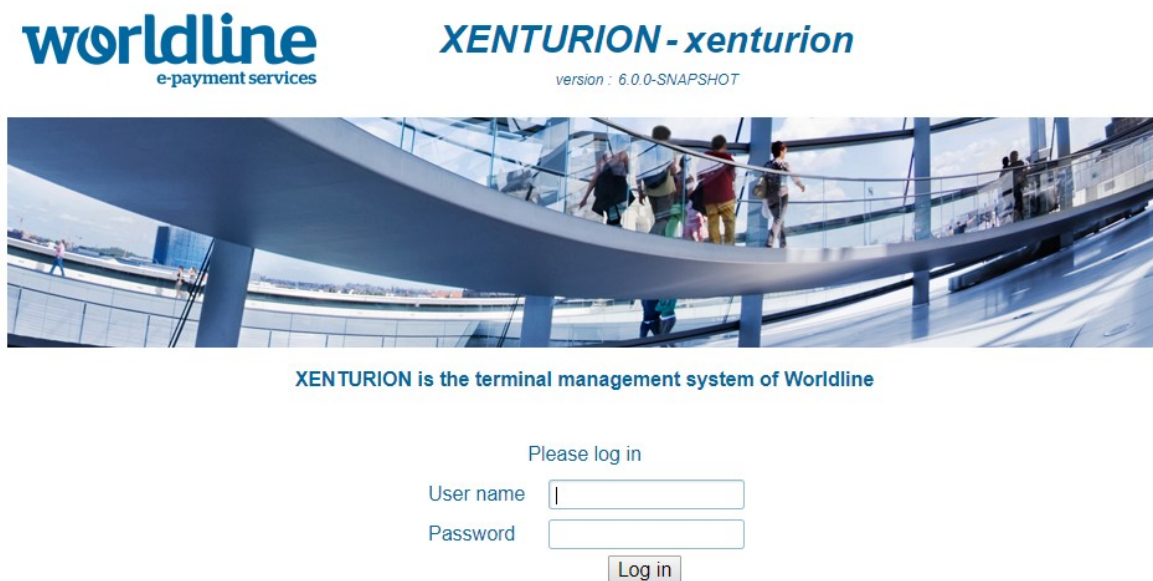 worldline
e-payment services
XENTURION - xenturion
version : 6.0.0-SNAPSHOT
XENTURION is the terminal management system of Worldline
Please log in
User name
Password
Log in